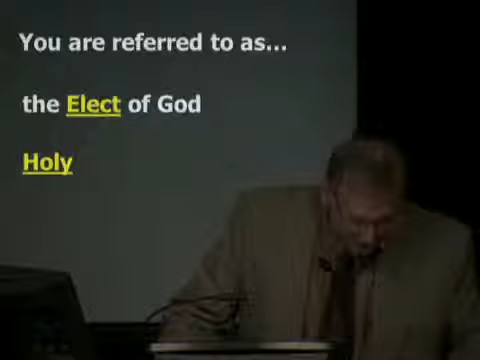 You are referred to as...
the Elect of God
Holy